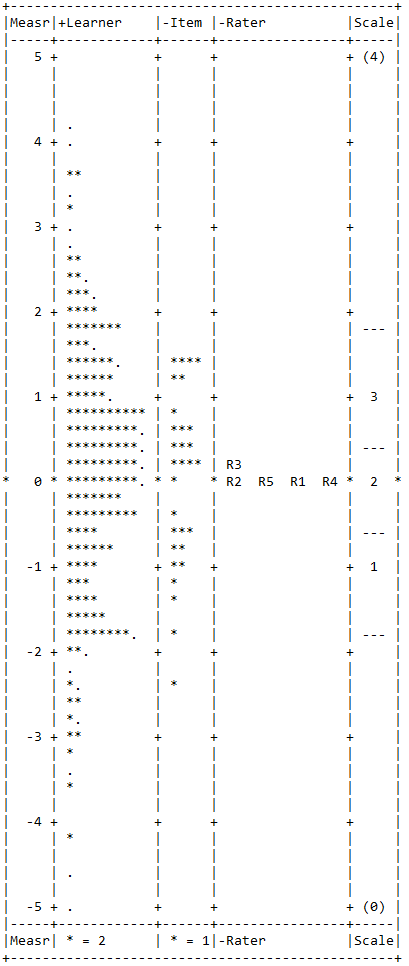 +-----+------------+------+----------------+-----+
|Measr|+Learner    |-Item |-Rater          |Scale|
|-----+------------+------+----------------+-----|
|   5 +            +      +                + (4) |
|     |            |      |                |     |
|     |            |      |                |     |
|     |            |      |                |     |
|     | .          |      |                |     |
|   4 + .          +      +                +     |
|     |            |      |                |     |
|     | **         |      |                |     |
|     | .          |      |                |     |
|     | *          |      |                |     |
|   3 + .          +      +                +     |
|     | .          |      |                |     |
|     | **         |      |                |     |
|     | **.        |      |                |     |
|     | ***.       |      |                |     |
|   2 + ****       +      +                +     |
|     | *******    |      |                | --- |
|     | ***.       |      |                |     |
|     | ******.    | **** |                |     |
|     | ******     | **   |                |     |
|   1 + *****.     +      +                +  3  |
|     | ********** | *    |                |     |
|     | *********. | ***  |                |     |
|     | *********. | ***  |                | --- |
|     | *********. | **** | R3             |     |
*   0 * *********. * *    * R2  R5  R1  R4 *  2  *
|     | *******    |      |                |     |
|     | *********  | *    |                |     |
|     | ****       | ***  |                | --- |
|     | ******     | **   |                |     |
|  -1 + ****       + **   +                +  1  |
|     | ***        | *    |                |     |
|     | ****       | *    |                |     |
|     | *****      |      |                |     |
|     | ********.  | *    |                | --- |
|  -2 + **.        +      +                +     |
|     | .          |      |                |     |
|     | *.         | *    |                |     |
|     | **         |      |                |     |
|     | *.         |      |                |     |
|  -3 + **         +      +                +     |
|     | *          |      |                |     |
|     | .          |      |                |     |
|     | *          |      |                |     |
|     |            |      |                |     |
|  -4 +            +      +                +     |
|     | *          |      |                |     |
|     |            |      |                |     |
|     | .          |      |                |     |
|     |            |      |                |     |
|  -5 + .          +      +                + (0) |
|-----+------------+------+----------------+-----|
|Measr| * = 2      | * = 1|-Rater          |Scale|
+-----+------------+------+----------------+-----+